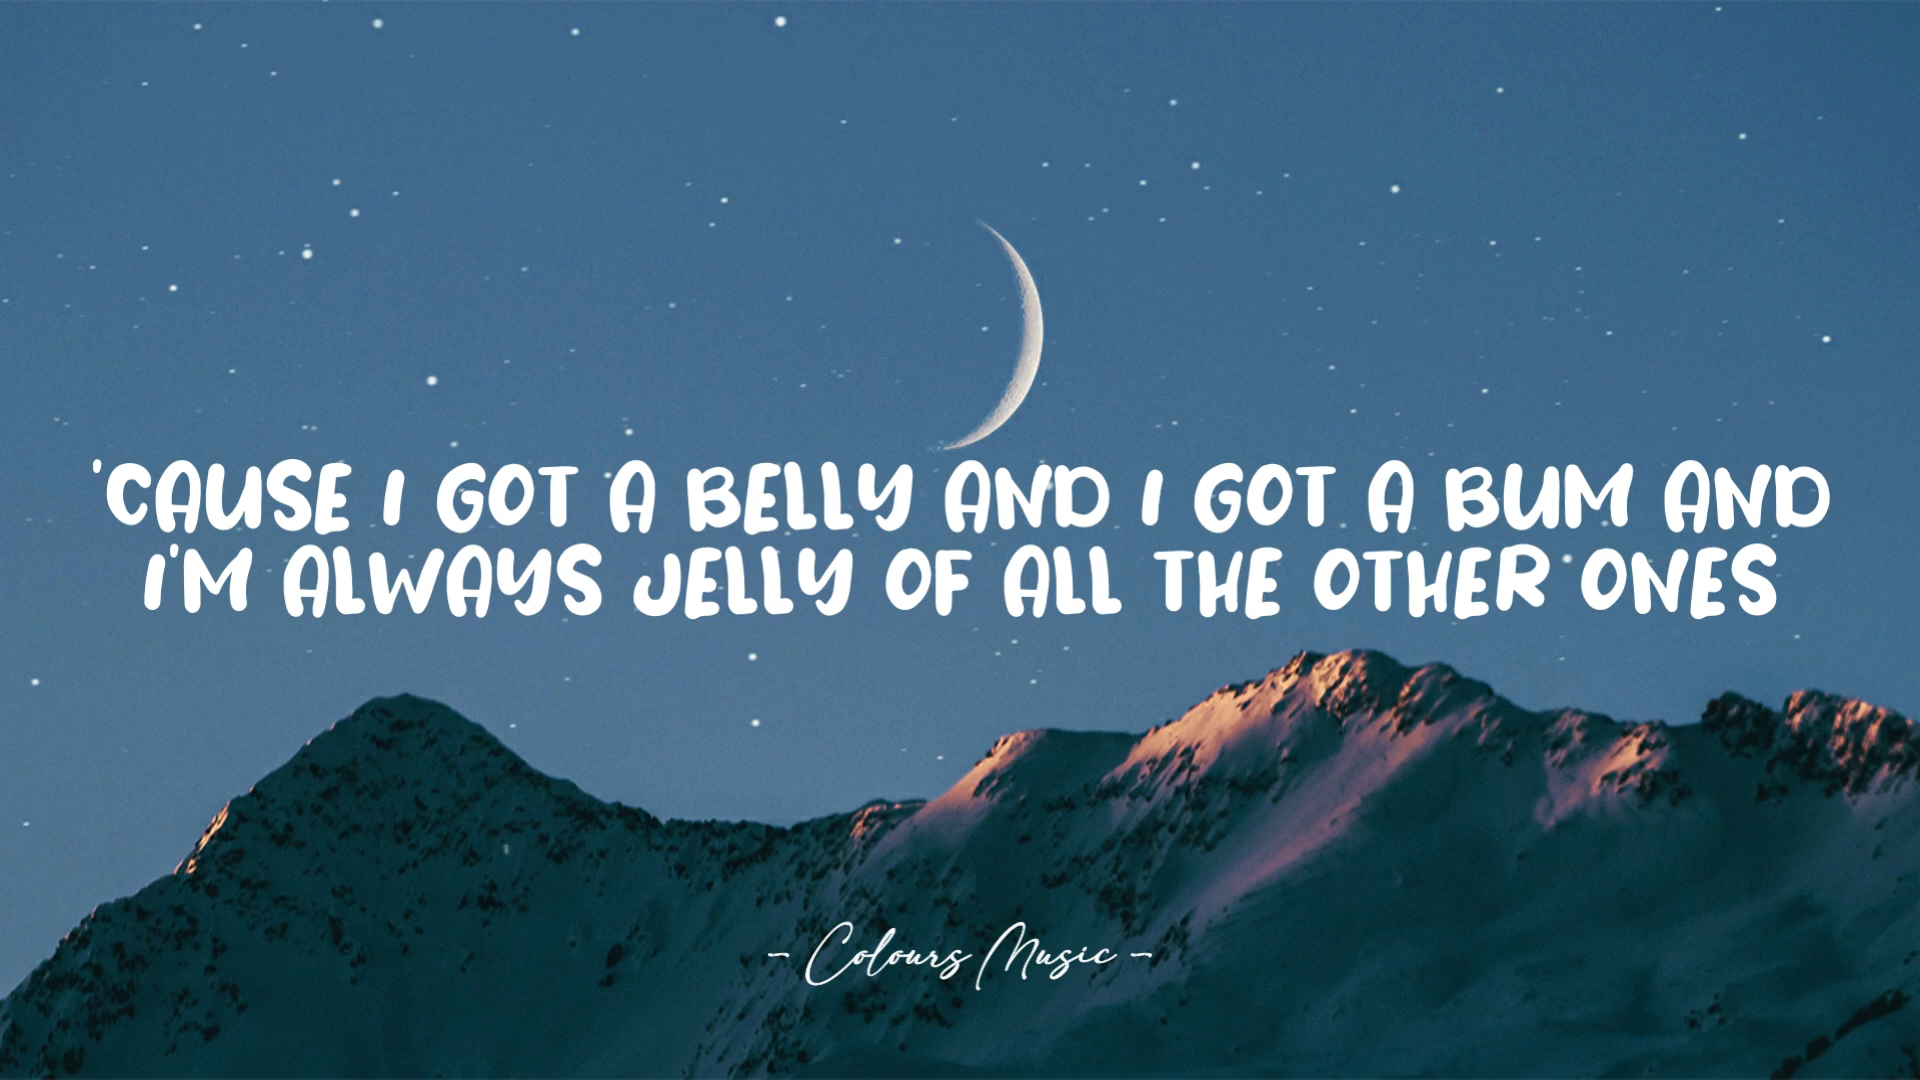 'CAUSE I GOT A BELLY AND I GOT A BUM AND
I'M ALWAYS JELLY OF ALL THE OTHER ONES
- Colours Music -